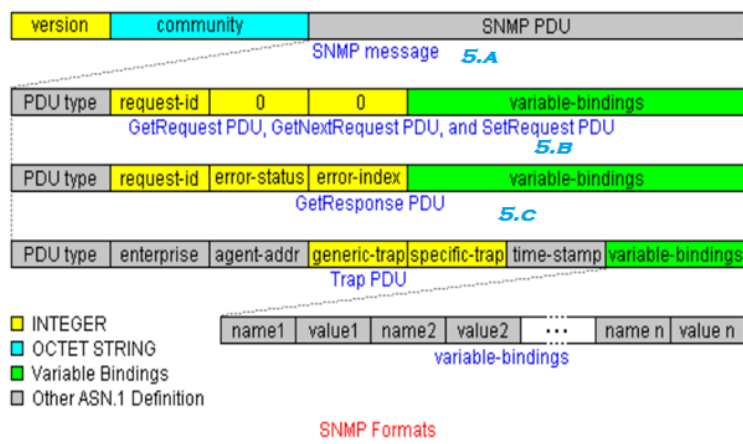 version community SNMP PDU
SNMP message 5.A
PDU type request-id 0 0 variable-bindings
GetRequest PDU, GetNextRequest PDU, and SetRequest PDU
5.B
PDU type request-id error-status error-index variable-bindings
GetResponse PDU 5.C
PDU type enterprise agent-addr generic-trap specific-trap time-stamp variable-bindings
Trap PDU
INTEGER
OCTET STRING
Variable Bindings
Other ASN.1 Definition
name1 value1 name2 value2 ••• name n value n
variable-bindings
SNMP Formats